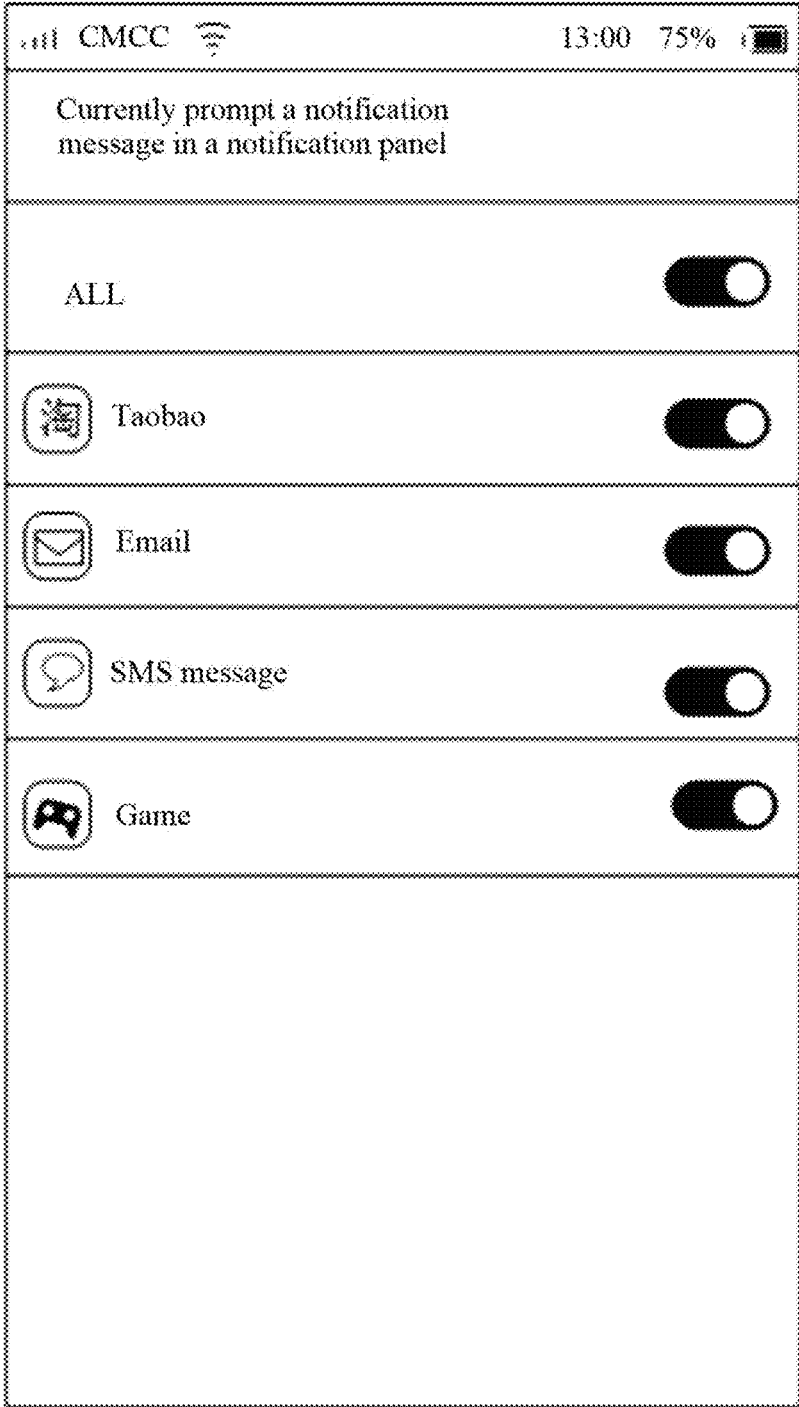 CMCC 13:00 75%
Currently prompt a notification
message in a notification panel
ALL
淘 Taobao
Email
SMS message
Game